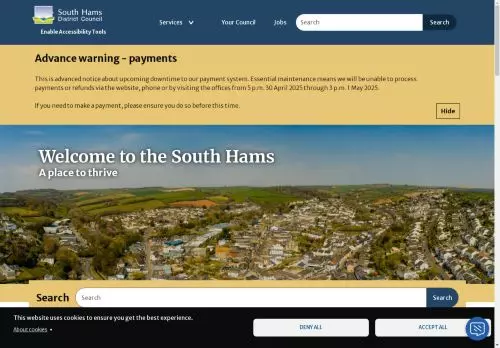 South Hams
District Council
Enable Accessibility Tools
Services
Your Council
Jobs
Search
Search
Advance warning - payments
This is advanced notice about upcoming downtime to our payment system. Essential maintenance means we will be unable to process
payments or refunds via the website, phone or by visiting the offices from 5 p.m. 30 April 2025 through 3 p.m. 1 May 2025.
If you need to make a payment, please ensure you do so before this time.
Hide
Welcome to the South Hams
A place to thrive
Search
Search
Search
This website uses cookies to ensure you get the best experience.
About cookies
DENY ALL
ACCEPT ALL